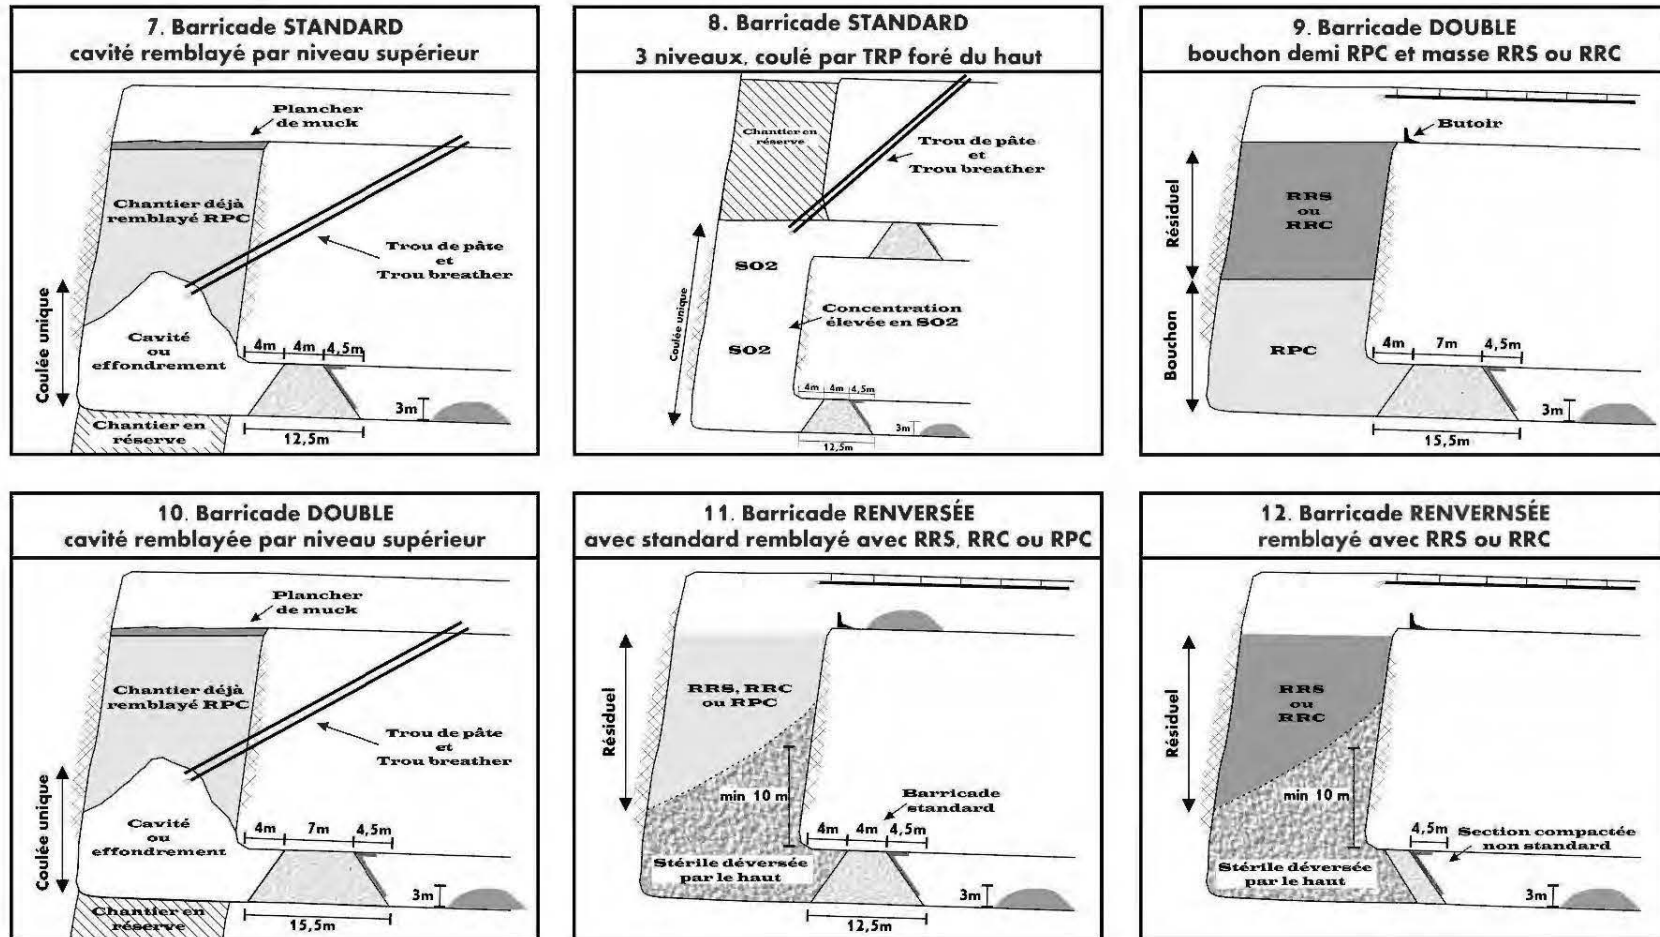 7. Barricade STANDARD
cavité remblayé par niveau supérieur
Plancher
de muck
Chantier déjà
remblayé RPC
Trou de pâte
et
Trou breather
Coulée unique
Cavité
ou
effondrement
4m
4m
4,5m
3m
Chantier en
réserve
12,5m
8. Barricade STANDARD
3 niveaux, coulé par TRP foré du haut
Chantier en
réserve
Trou de pâte
et
Trou breather
SO2
Coulée unique
Concentration
élevée en SO2
SO2
4m
4m
4,5m
3m
12,5m
9. Barricade DOUBLE
bouchon demi RPC et masse RRS ou RRC
Butoir
Résiduel
RRS
ou
RRC
Bouchon
RPC
4m
7m
4,5m
3m
15,5m
10. Barricade DOUBLE
cavité remblayée par niveau supérieur
Plancher
de muck
Chantier déjà
remblayé RPC
Trou de pâte
et
Trou breather
Coulée unique
Cavité
ou
effondrement
4m
7m
4,5m
3m
Chantier en
réserve
15,5m
11. Barricade RENVERSÉE
avec standard remblayé avec RRS, RRC ou RPC
Résiduel
RRS, RRC
ou RPC
min 10 m
Barricade
standard
4m
4m
4,5m
Stérile déversée
par le haut
3m
12,5m
12. Barricade RENVERNSÉE
remblayé avec RRS ou RRC
Résiduel
RRS
ou
RRC
min 10 m
4,5m
Section compactée
non standard
Stérile déversée
par le haut
3m